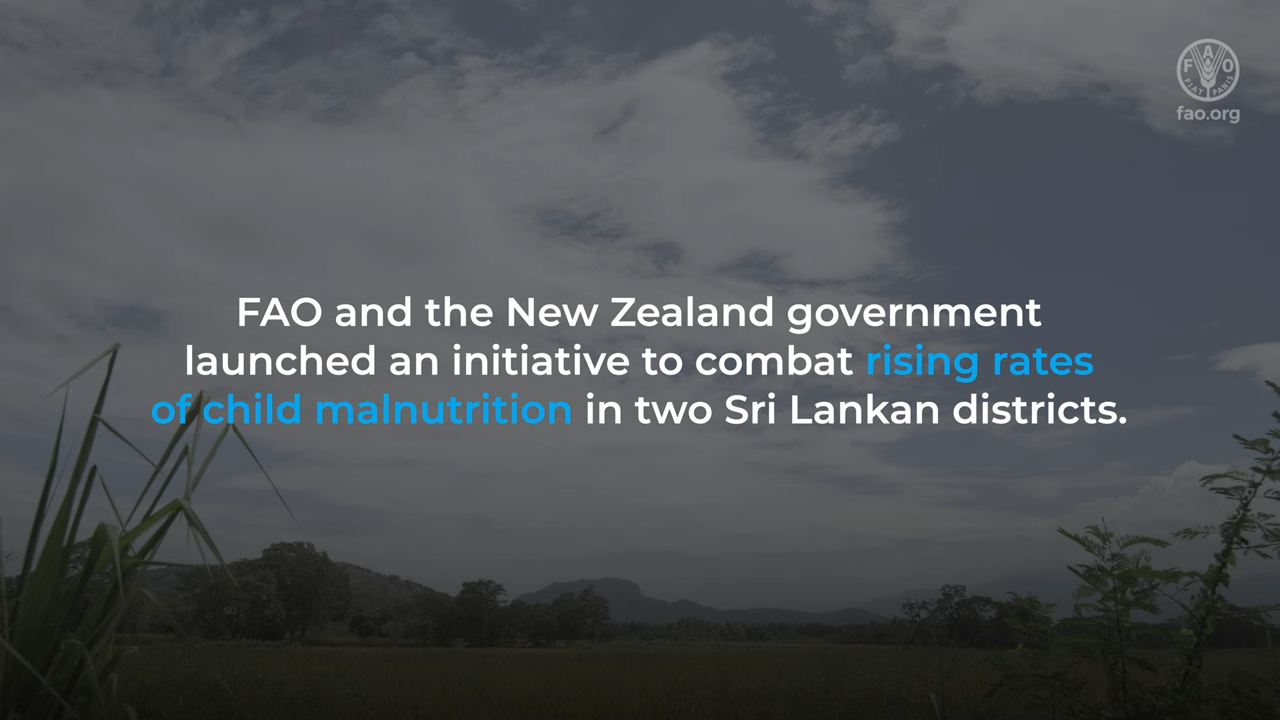 FAO
FIAT PANIS
fao.org
FAO and the New Zealand government
launched an initiative to combat rising rates
of child malnutrition in two Sri Lankan districts.